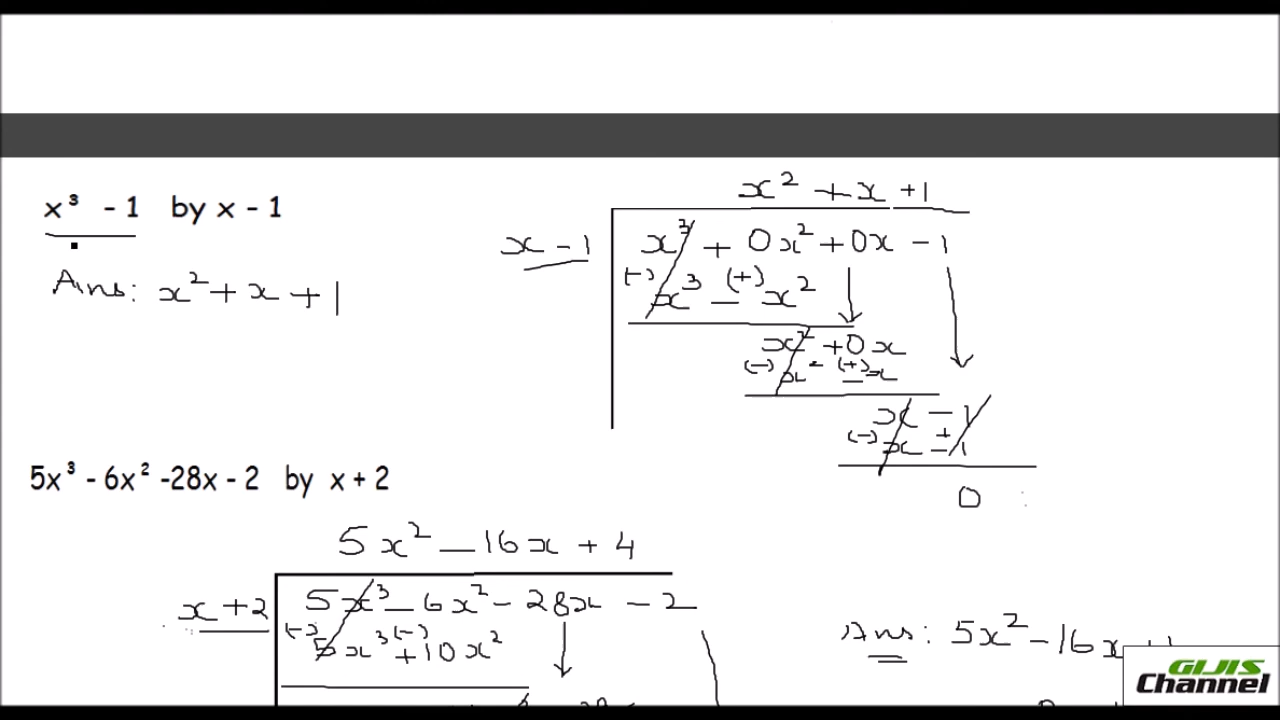 x³ - 1 by x - 1
Ans: x² + x + 1
x² + x + 1
x - 1
x³ + 0x² + 0x - 1
(-) (+)
x³ - x²
x² + 0x
(-) (+)
x² - x
x - 1
(-) +
x - 1
0
5x³ - 6x² -28x - 2 by x + 2
5x² - 16x + 4
x + 2
5x³ - 6x² - 28x - 2
(-) (-)
5x³ + 10x²
Ans: 5x² - 16x
GIJIS
Channel